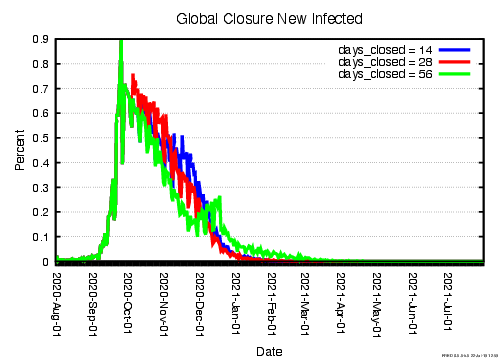 Global Closure New Infected
days_closed = 14
days_closed = 28
days_closed = 56
0.9
0.8
0.7
0.6
0.5
0.4
0.3
0.2
0.1
0
Percent
2020-Aug-01
2020-Sep-01
2020-Oct-01
2020-Nov-01
2020-Dec-01
2021-Jan-01
2021-Feb-01
2021-Mar-01
2021-Apr-01
2021-May-01
2021-Jun-01
2021-Jul-01
Date